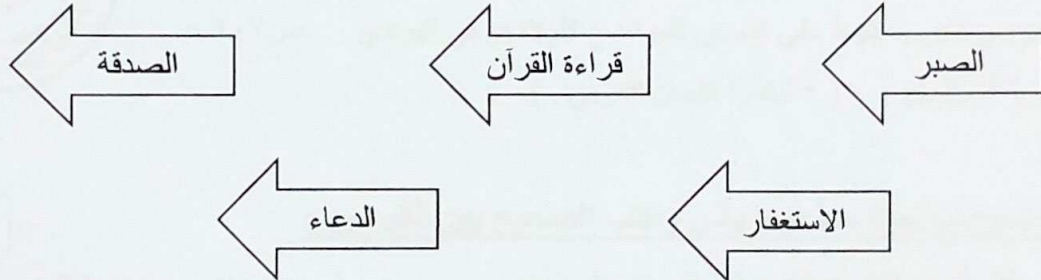 الصبر
قراءة القرآن
الصدقة
الاستغفار
الدعاء